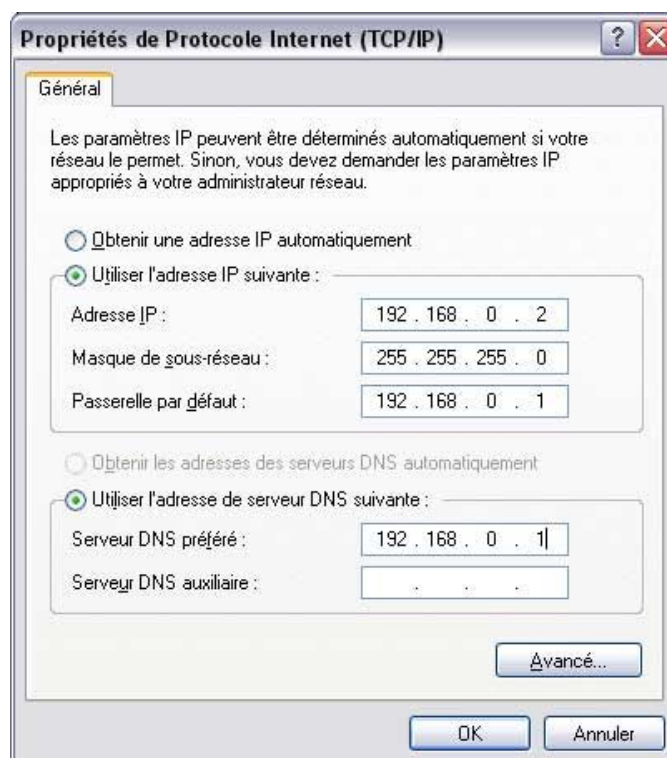 Propriétés de Protocole Internet (TCP/IP)
Général
Les paramètres IP peuvent être déterminés automatiquement si votre
réseau le permet. Sinon, vous devez demander les paramètres IP
appropriés à votre administrateur réseau.
Obtenir une adresse IP automatiquement
Utiliser l'adresse IP suivante :
Adresse IP : 192 . 168 . 0 . 2
Masque de sous-réseau : 255 . 255 . 255 . 0
Passerelle par défaut : 192 . 168 . 0 . 1
Obtenir les adresses des serveurs DNS automatiquement
Utiliser l'adresse de serveur DNS suivante :
Serveur DNS préféré : 192 . 168 . 0 . 1
Serveur DNS auxiliaire : . . .
Avancé...
OK Annuler